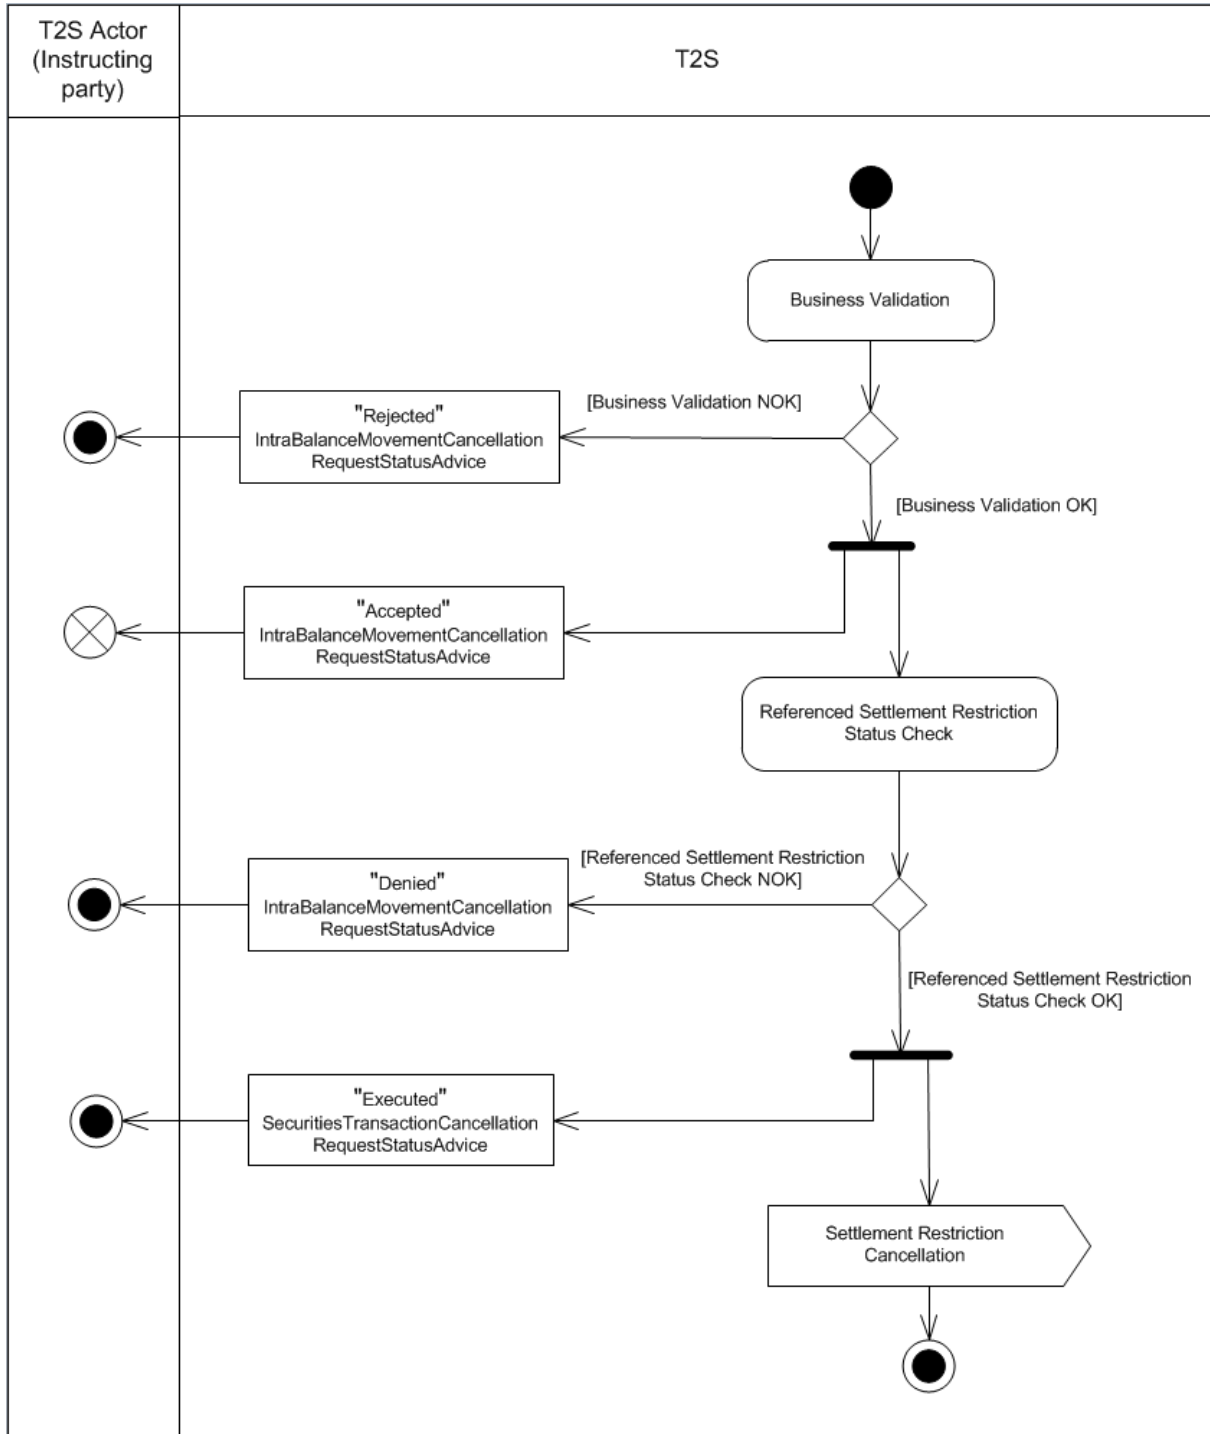 T2S Actor
(Instructing
party)
T2S
Business Validation
[Business Validation NOK]
"Rejected"
IntraBalanceMovementCancellation
RequestStatusAdvice
[Business Validation OK]
"Accepted"
IntraBalanceMovementCancellation
RequestStatusAdvice
Referenced Settlement Restriction
Status Check
[Referenced Settlement Restriction
Status Check NOK]
"Denied"
IntraBalanceMovementCancellation
RequestStatusAdvice
[Referenced Settlement Restriction
Status Check OK]
"Executed"
SecuritiesTransactionCancellation
RequestStatusAdvice
Settlement Restriction
Cancellation